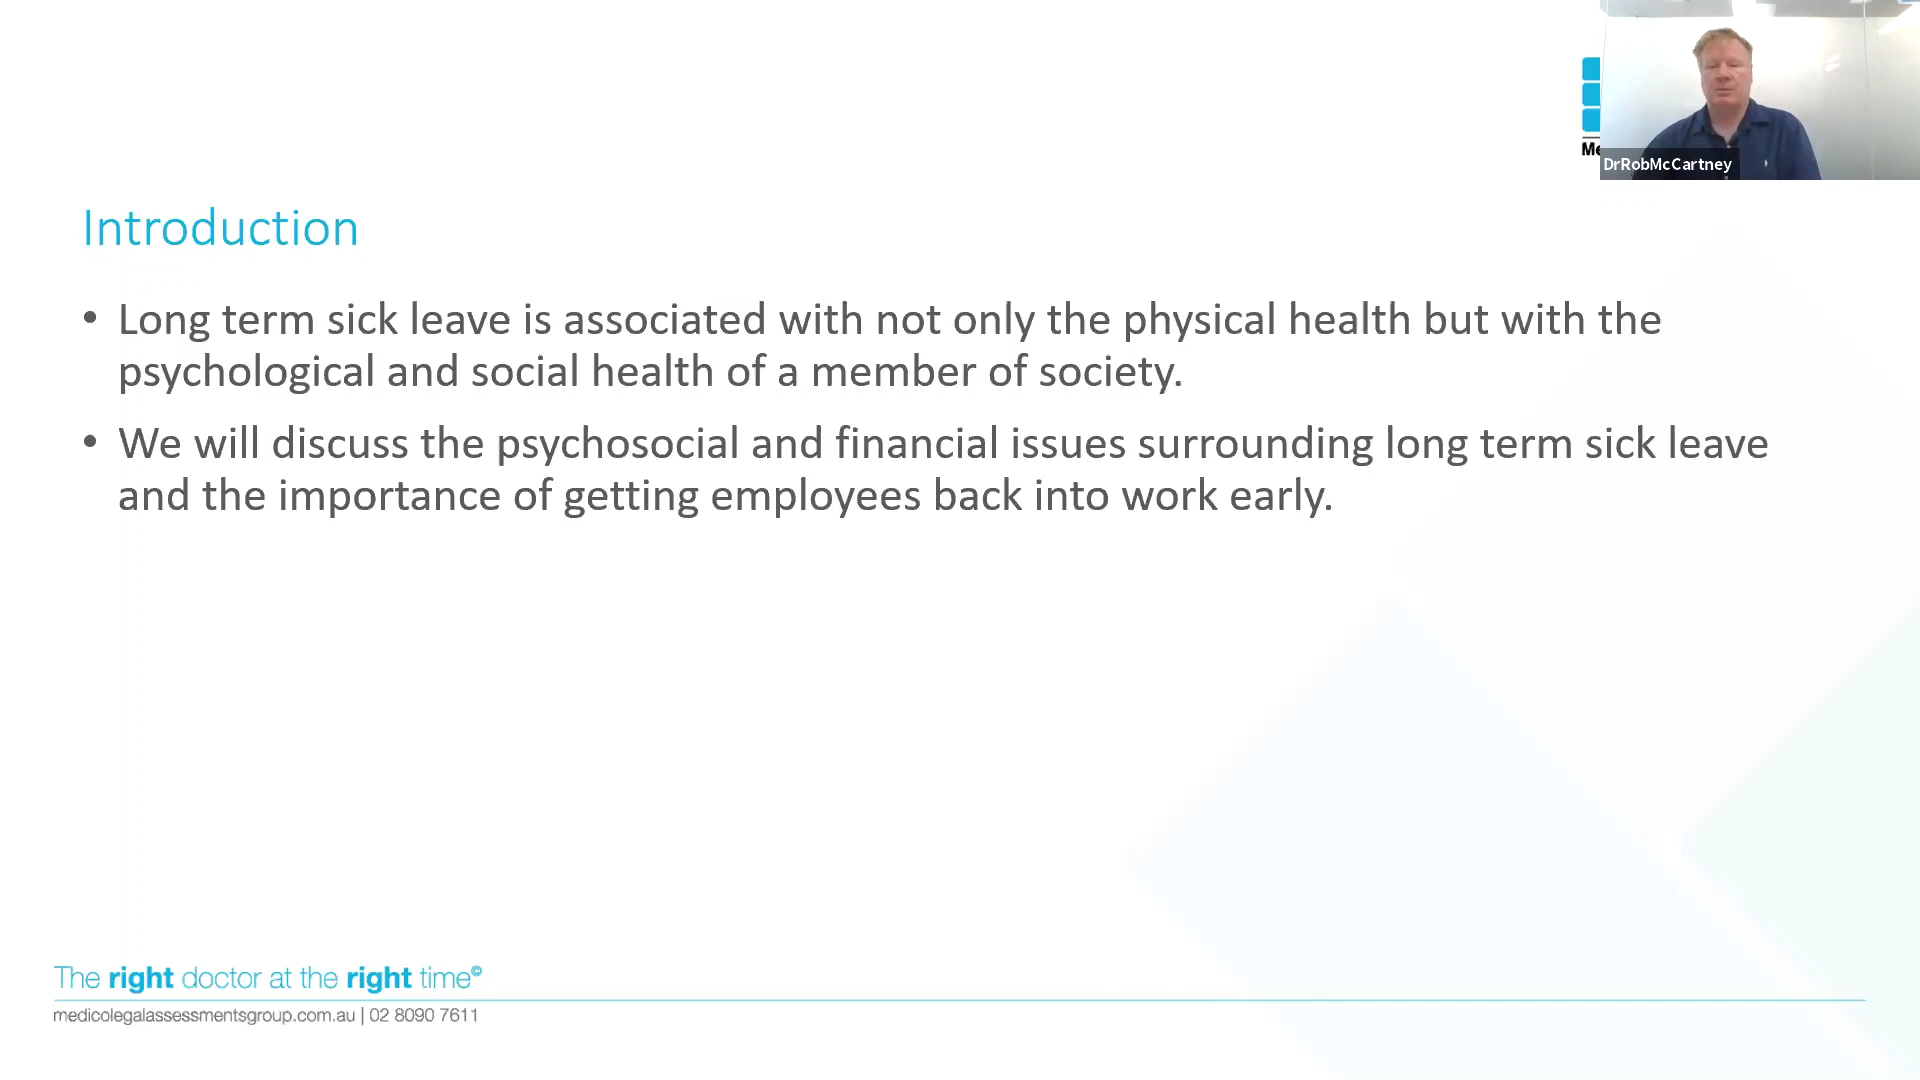 Me
DrRobMcCartney
Introduction
• Long term sick leave is associated with not only the physical health but with the
psychological and social health of a member of society.
• We will discuss the psychosocial and financial issues surrounding long term sick leave
and the importance of getting employees back into work early.
The right doctor at the right time©
medicolegalassessmentsgroup.com.au | 02 8090 7611